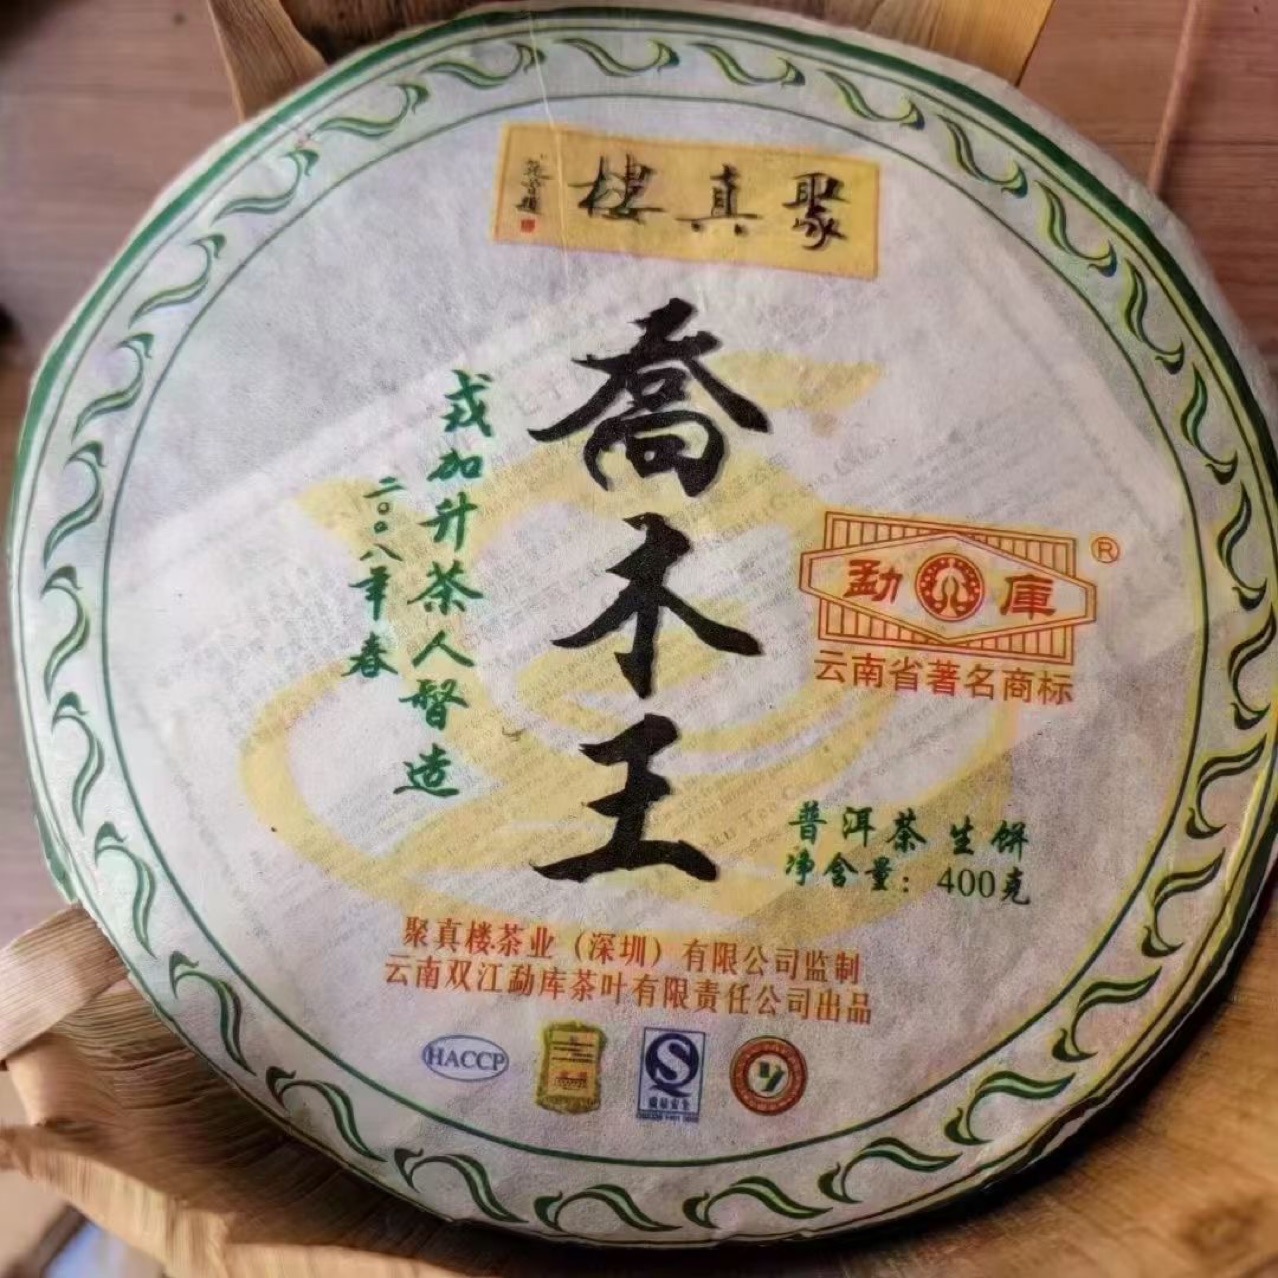 聚真樓
喬木王
戎加升茶人督造
二〇〇八年春
勐库
®
云南省著名商标
普洱茶生饼
净含量：400克
聚真楼茶业（深圳）有限公司监制
云南双江勐库茶叶有限责任公司出品
HACCP